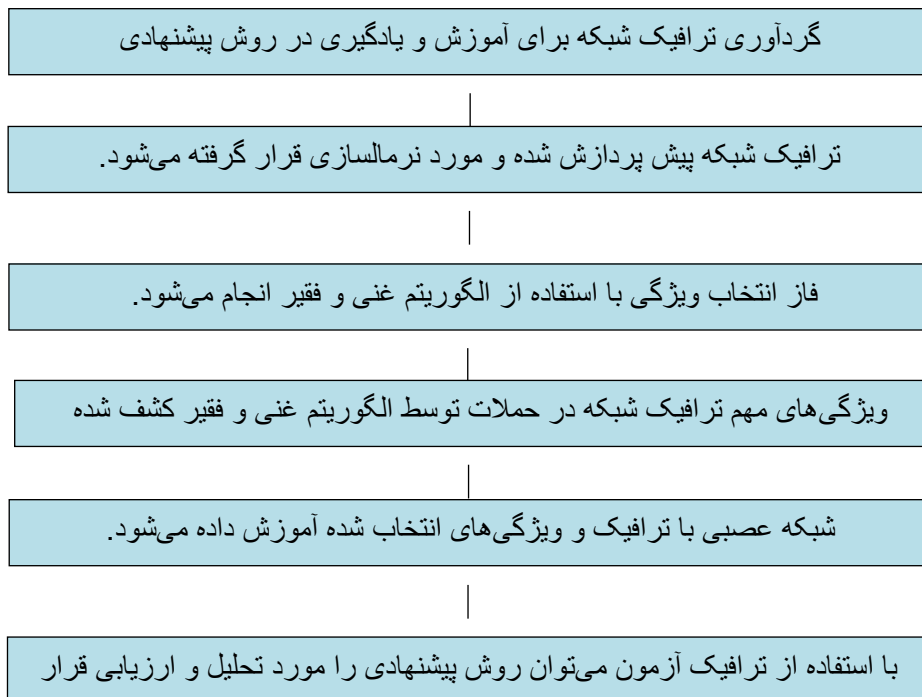 گردآوری ترافیک شبکه برای آموزش و یادگیری در روش پیشنهادی
ترافیک شبکه پیش پردازش شده و مورد نرمالسازی قرار گرفته می‌شود.
فاز انتخاب ویژگی با استفاده از الگوریتم غنی و فقیر انجام می‌شود.
ویژگی‌های مهم ترافیک شبکه در حملات توسط الگوریتم غنی و فقیر کشف شده
شبکه عصبی با ترافیک و ویژگی‌های انتخاب شده آموزش داده می‌شود.
با استفاده از ترافیک آزمون می‌توان روش پیشنهادی را مورد تحلیل و ارزیابی قرار